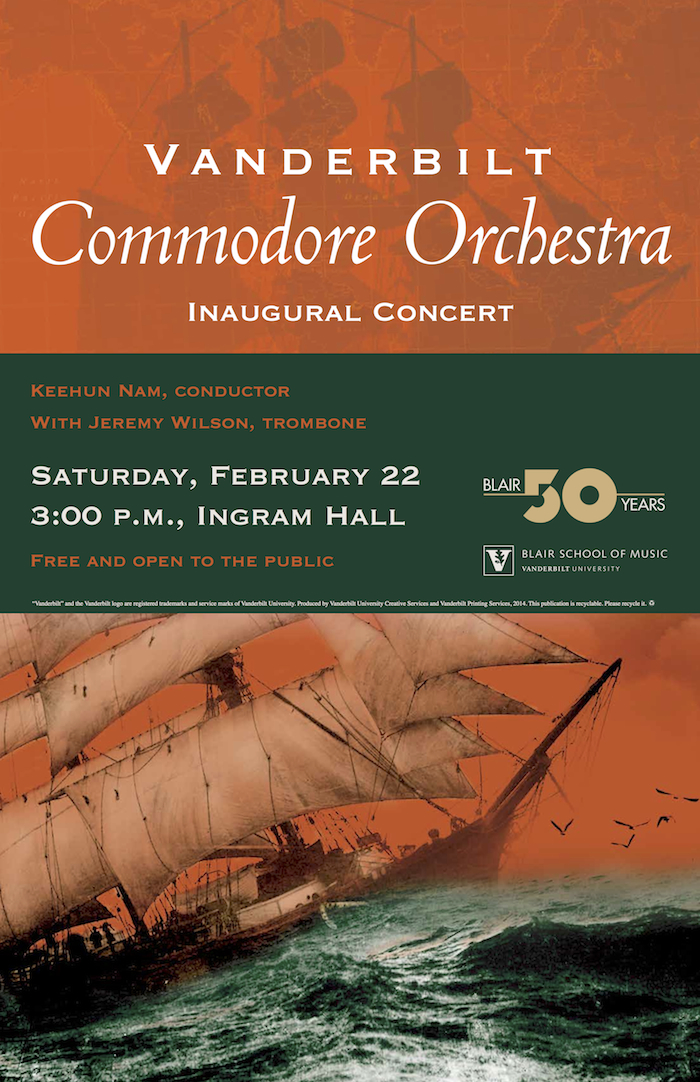 VANDERBILT
Commodore Orchestra
INAUGURAL CONCERT
KEEHUN NAM, CONDUCTOR
WITH JEREMY WILSON, TROMBONE
SATURDAY, FEBRUARY 22
3:00 P.M., INGRAM HALL
FREE AND OPEN TO THE PUBLIC
BLAIR 50 YEARS
BLAIR SCHOOL OF MUSIC
VANDERBILT UNIVERSITY
"Vanderbilt" and the Vanderbilt logo are registered trademarks and service marks of Vanderbilt University. Produced by Vanderbilt University Creative Services and Vanderbilt Printing Services, 2014. This publication is recyclable. Please recycle it.